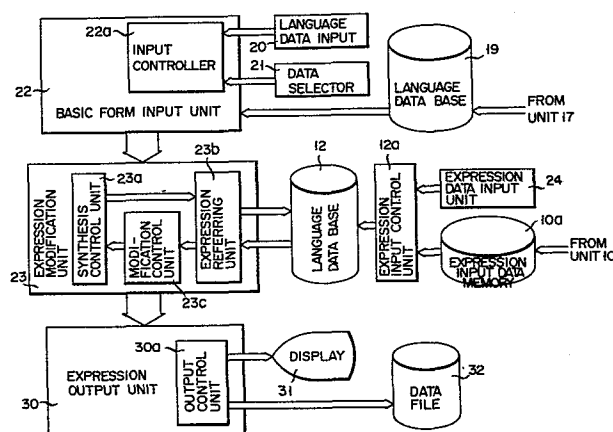 22a
INPUT
CONTROLLER
22
BASIC FORM INPUT UNIT
LANGUAGE
DATA INPUT
20
21
DATA
SELECTOR
19
LANGUAGE
DATA BASE
FROM
UNIT 17
23a
23b
EXPRESSION
MODIFICATION
UNIT
SYNTHESIS
CONTROL UNIT
MODI-
FICATION
CONTROL
UNIT
EXPRESSION
REFERRING
UNIT
23
23c
12
LANGUAGE
DATA BASE
12a
EXPRESSION
INPUT CONTROL
UNIT
EXPRESSION
DATA INPUT
UNIT
24
10a
EXPRESSION
INPUT DATA
MEMORY
FROM
UNIT 10
30a
EXPRESSION
OUTPUT UNIT
30
OUTPUT
CONTROL
UNIT
DISPLAY
31
32
DATA
FILE